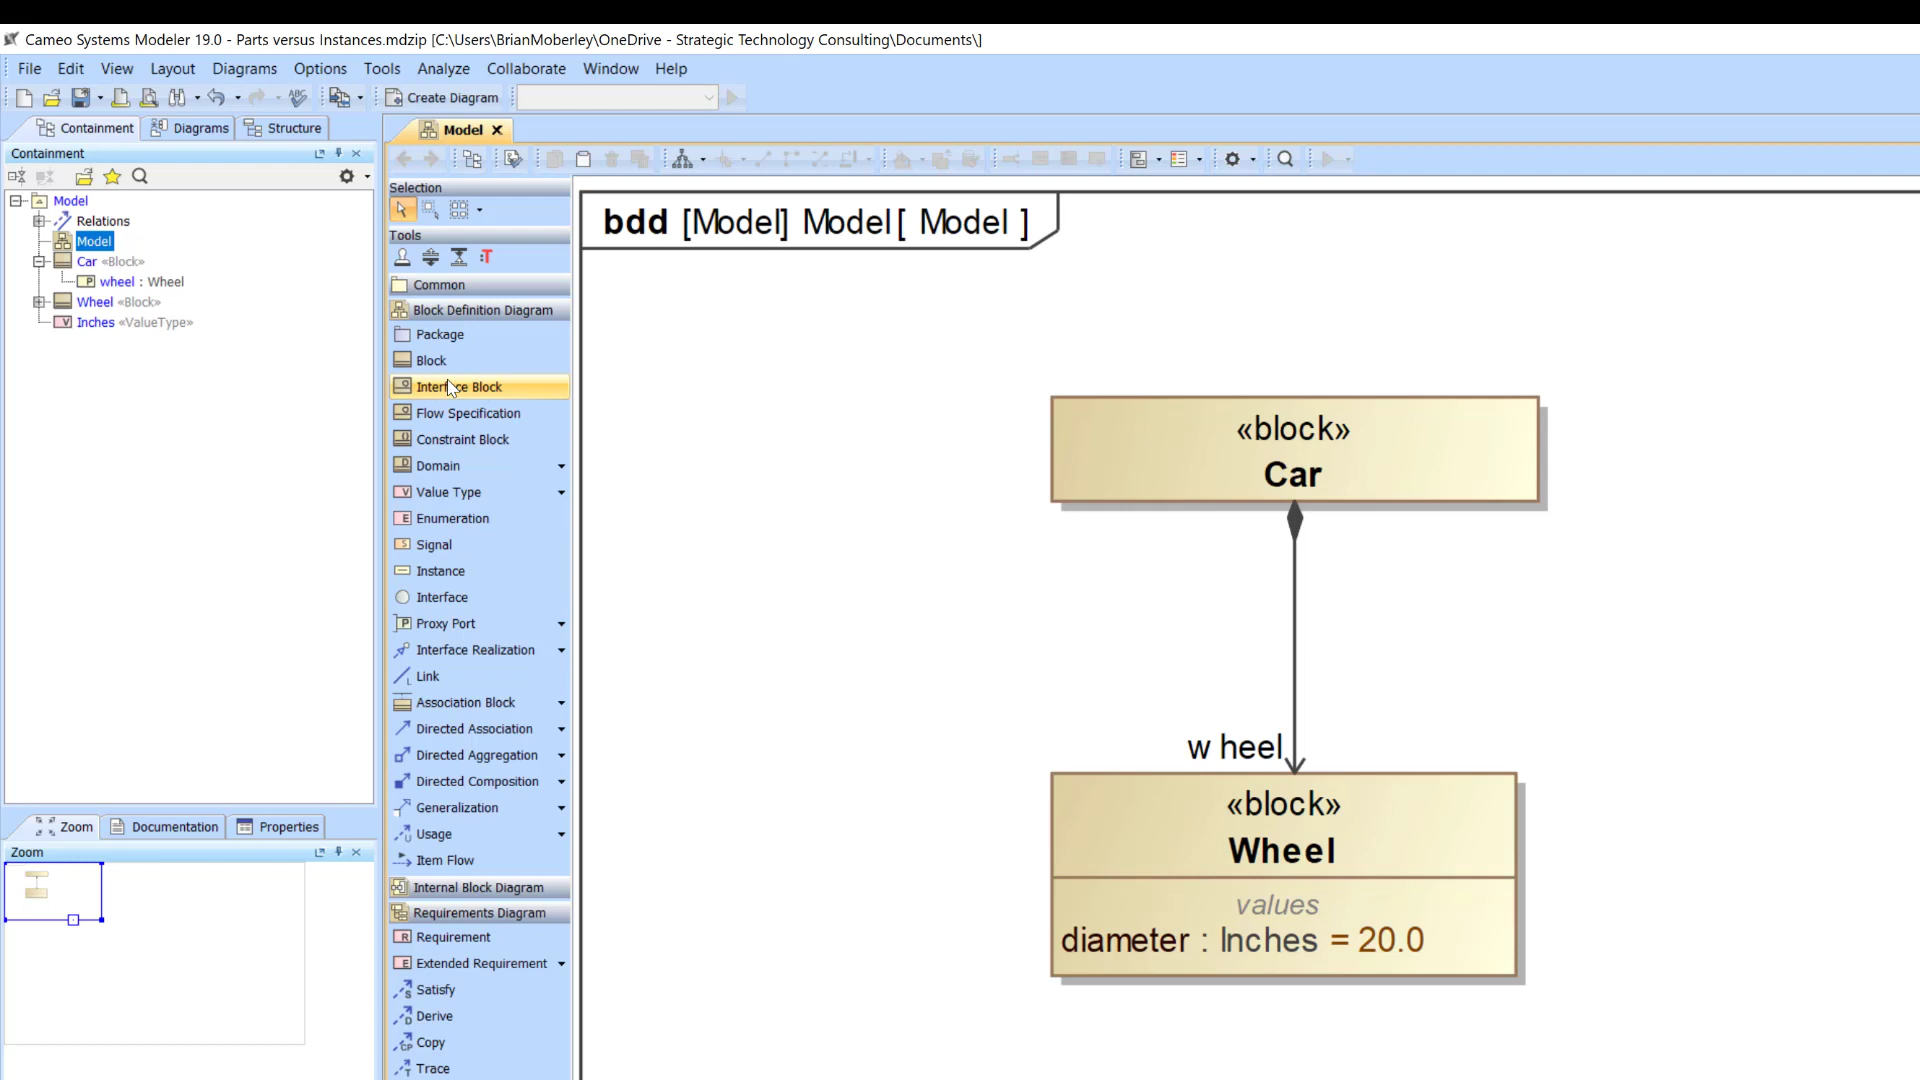 Cameo Systems Modeler 19.0 - Parts versus Instances.mdzip [C:\Users\BrianMoberley\OneDrive - Strategic Technology Consulting\Documents\]
File Edit View Layout Diagrams Options Tools Analyze Collaborate Window Help
Create Diagram
Containment Diagrams Structure
Model
Containment
Model
Relations
Model
Car «Block»
P wheel : Wheel
Wheel «Block»
V Inches «ValueType»
Zoom Documentation Properties
Zoom
Selection
Tools
T
Common
Block Definition Diagram
Package
Block
Interface Block
Flow Specification
Constraint Block
Domain
Value Type
Enumeration
Signal
Instance
Interface
Proxy Port
Interface Realization
Link
Association Block
Directed Association
Directed Aggregation
Directed Composition
Generalization
Usage
Item Flow
Internal Block Diagram
Requirements Diagram
Requirement
Extended Requirement
Satisfy
Derive
Copy
Trace
bdd [Model] Model[ Model ]
«block»
Car
w heel
«block»
Wheel
values
diameter : Inches = 20.0